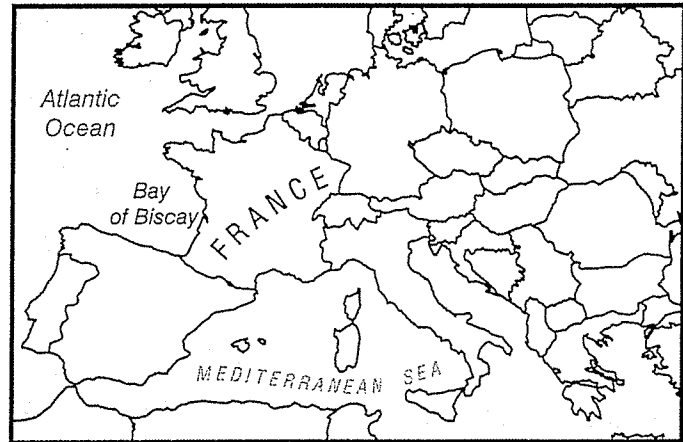 Atlantic
Ocean
Bay
of Biscay
FRANCE
MEDITERRANEAN SEA